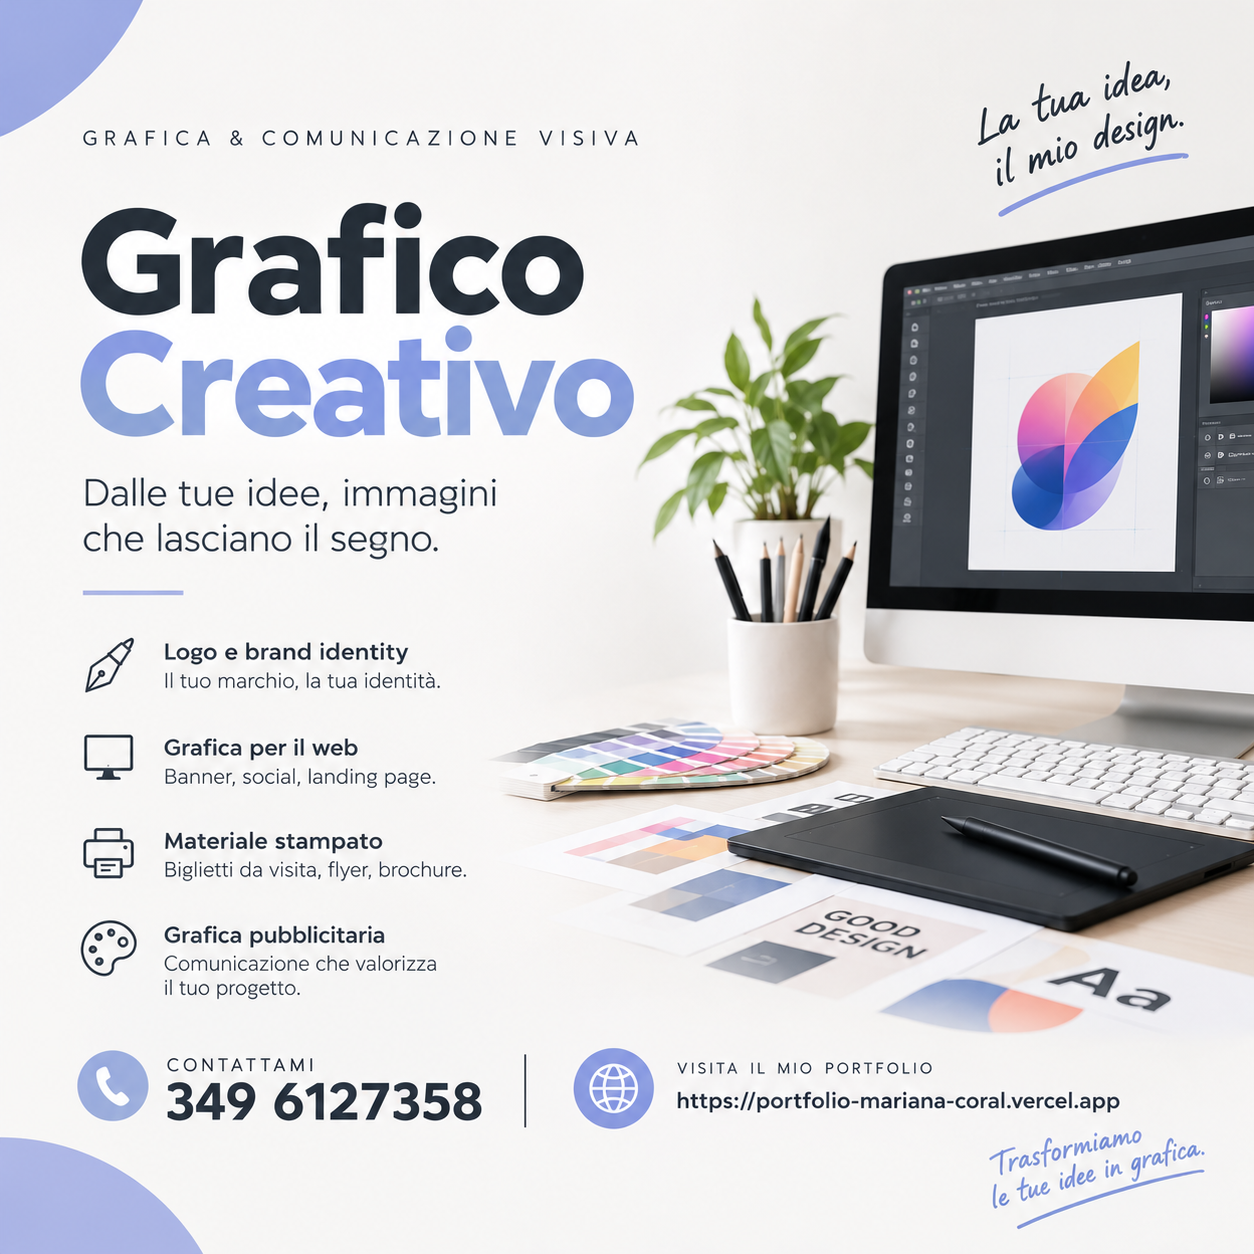 GRAFICA & COMUNICAZIONE VISIVA
La tua idea,
il mio design.
Grafico
Creativo
Dalle tue idee, immagini
che lasciano il segno.
Logo e brand identity
Il tuo marchio, la tua identità.
Grafica per il web
Banner, social, landing page.
Materiale stampato
Biglietti da visita, flyer, brochure.
Grafica pubblicitaria
Comunicazione che valorizza
il tuo progetto.
GOOD
DESIGN
Aa
CONTATTAMI
349 6127358
VISITA IL MIO PORTFOLIO
https://portfolio-mariana-coral.vercel.app
Trasformiamo
le tue idee in grafica.